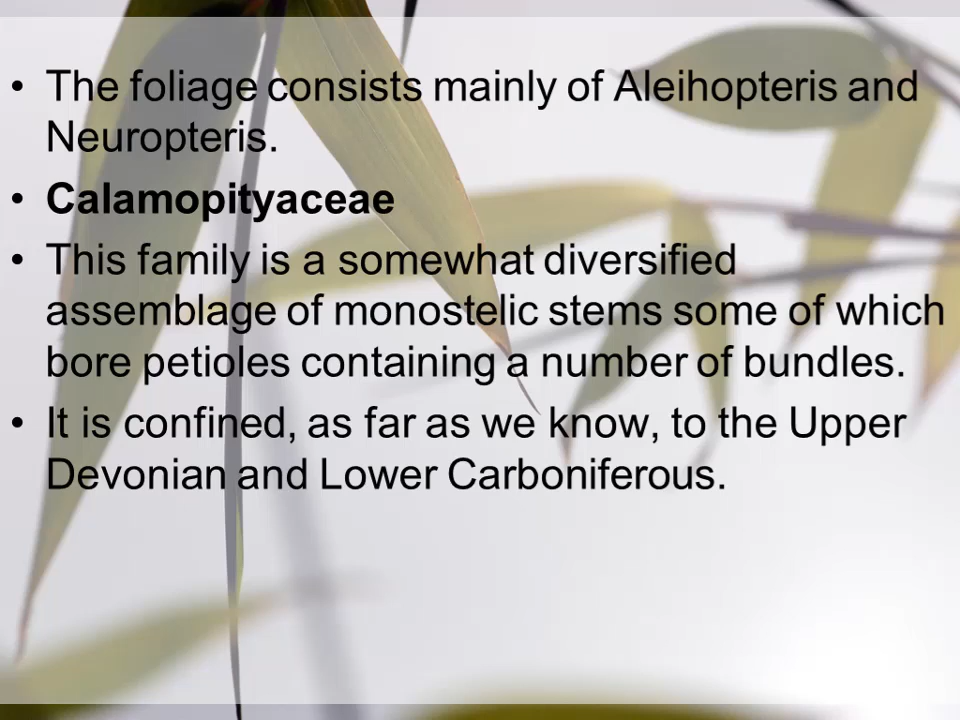 • The foliage consists mainly of Aleihopteris and
Neuropteris.
• Calamopityaceae
• This family is a somewhat diversified
assemblage of monostelic stems some of which
bore petioles containing a number of bundles.
• It is confined, as far as we know, to the Upper
Devonian and Lower Carboniferous.